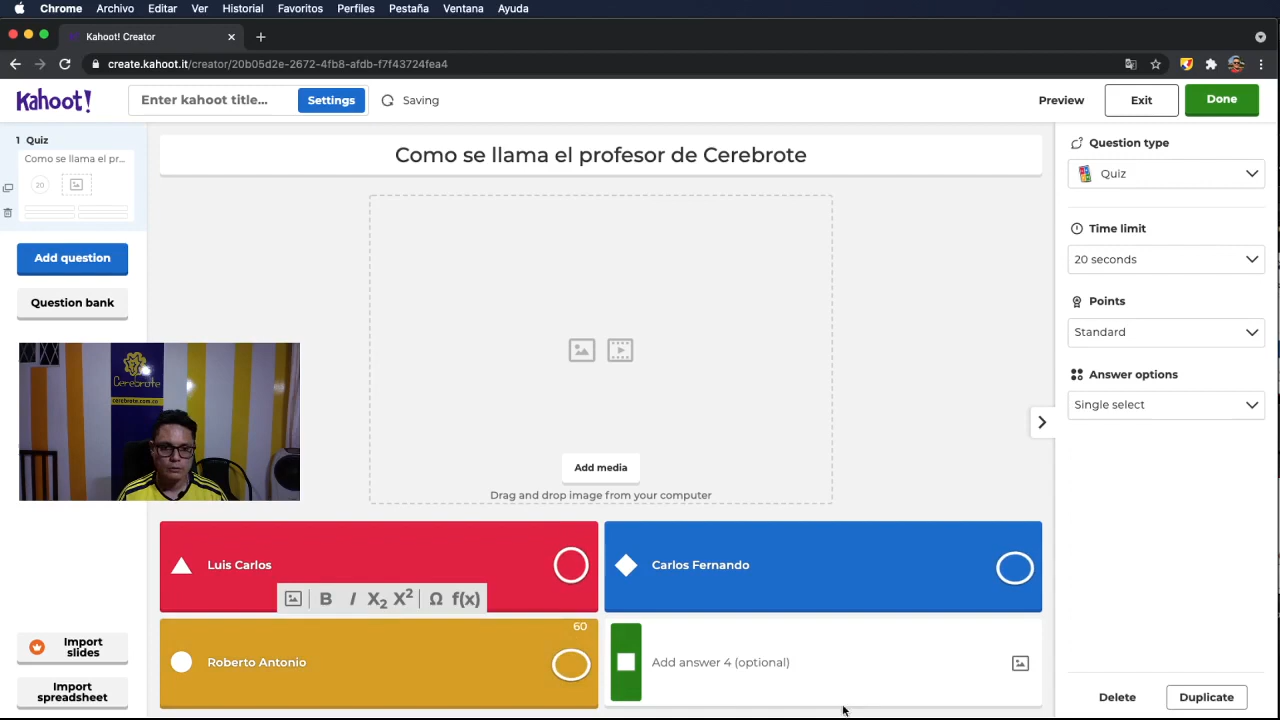 Chrome Archivo Editar Ver Historial Favoritos Perfiles Pestaña Ventana Ayuda
Kahoot! Creator
create.kahoot.it/creator/20b05d2e-2672-4fb8-afdb-f7f43724fea4
Kahoot! Enter kahoot title... Settings Saving Preview Exit Done
1 Quiz
Como se llama el pr...
20
Add question
Question bank
Cerebrote
cerebrote.com.co
Import slides
Import spreadsheet
Como se llama el profesor de Cerebrote
Add media
Drag and drop image from your computer
Luis Carlos
Carlos Fernando
B I X₂ X² Ω f(x)
60
Roberto Antonio
Add answer 4 (optional)
Question type
Quiz
Time limit
20 seconds
Points
Standard
Answer options
Single select
Delete Duplicate